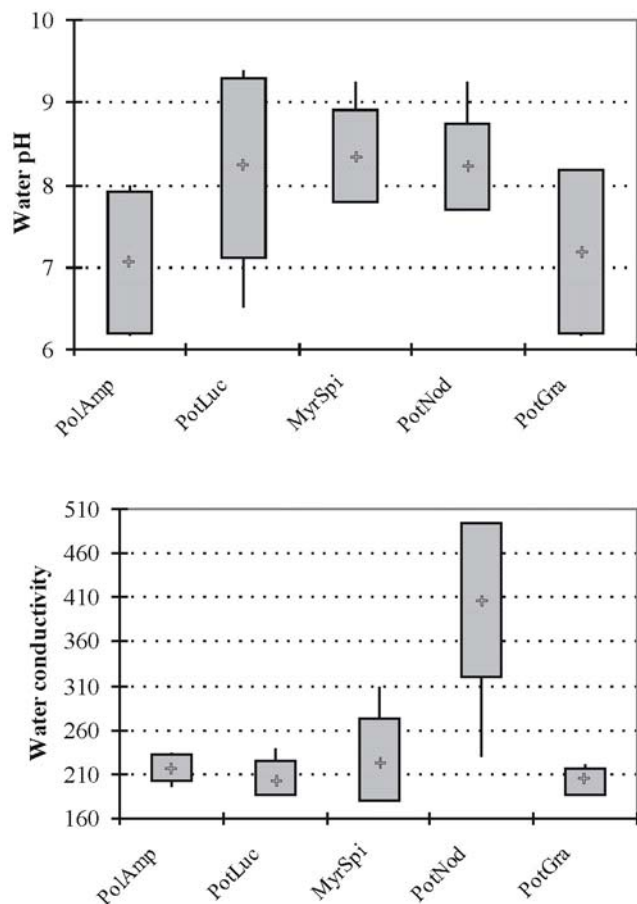 Water pH
10
9
8
7
6
PolAmp
PotLuc
MyrSpi
PotNod
PotGra
Water conductivity
510
460
410
360
310
260
210
160
PolAmp
PotLuc
MyrSpi
PotNod
PotGra